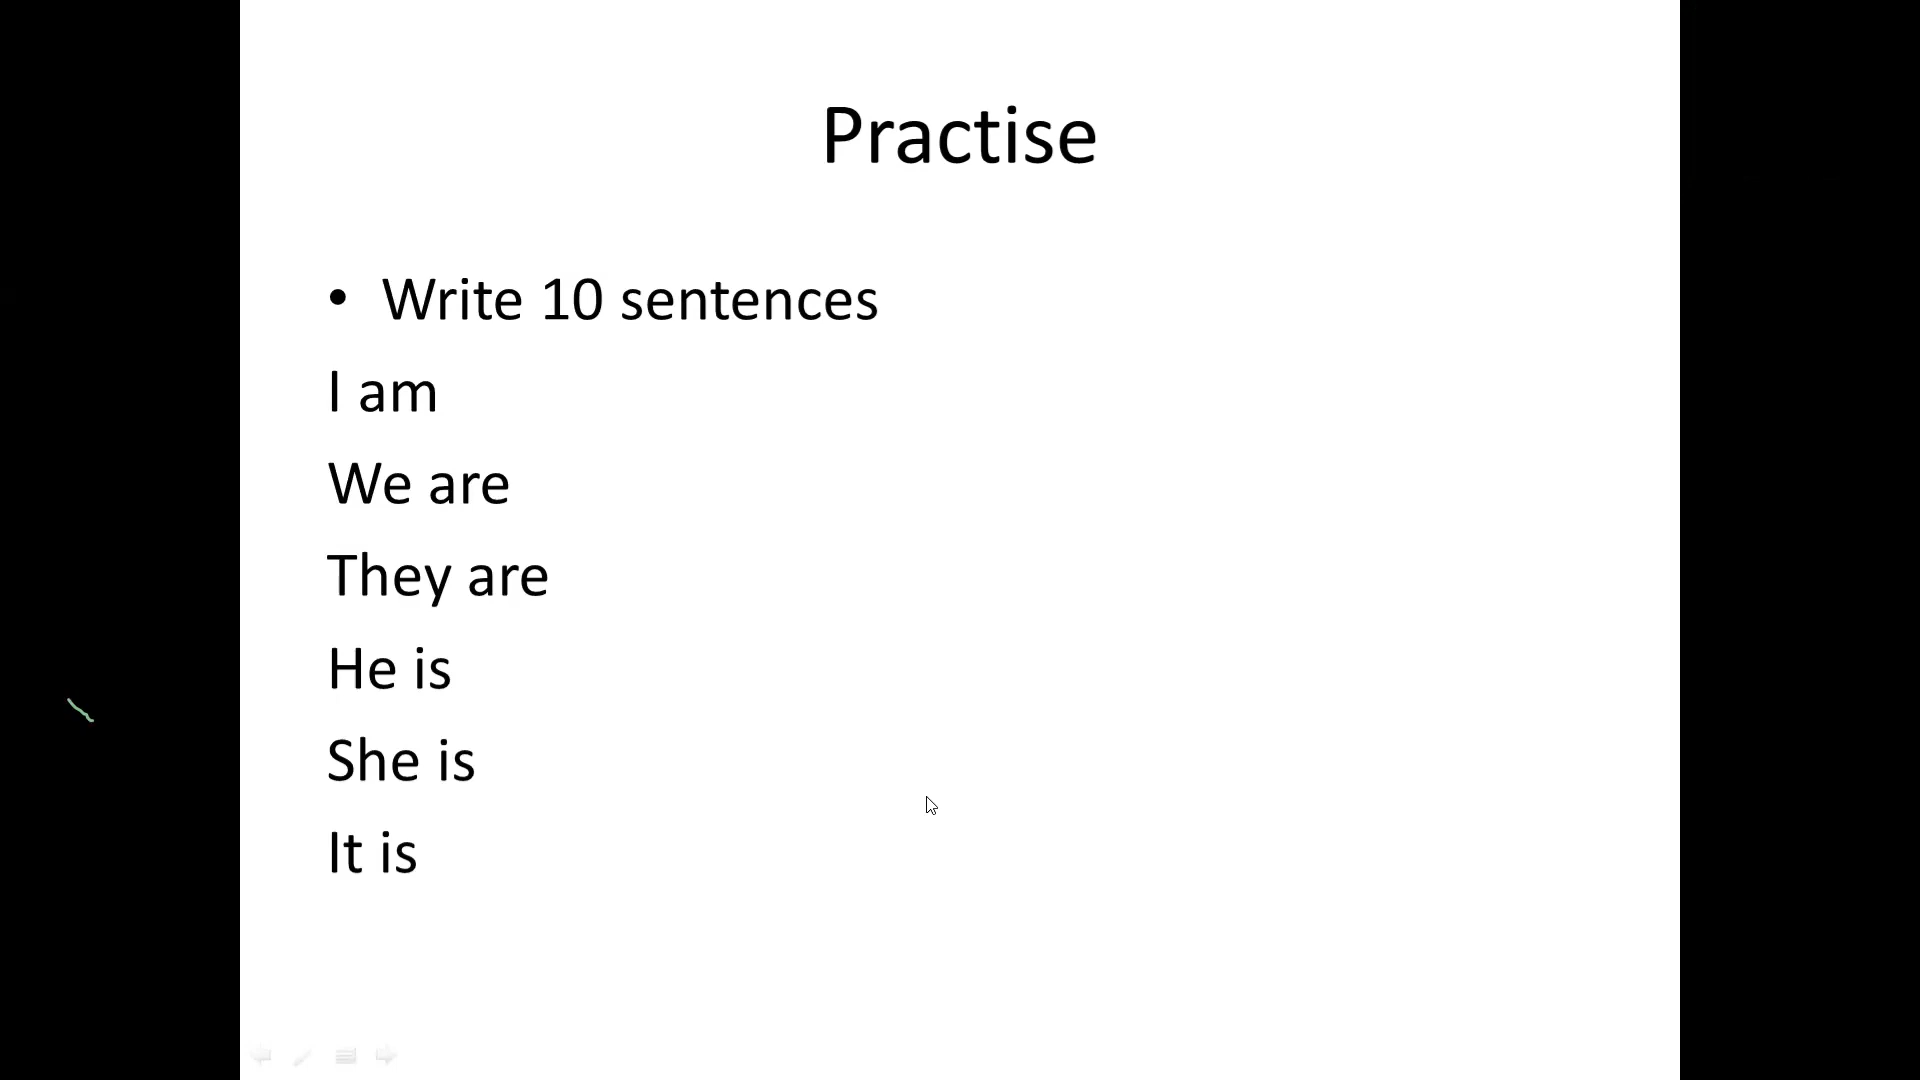 Practise
• Write 10 sentences
I am
We are
They are
He is
She is
It is